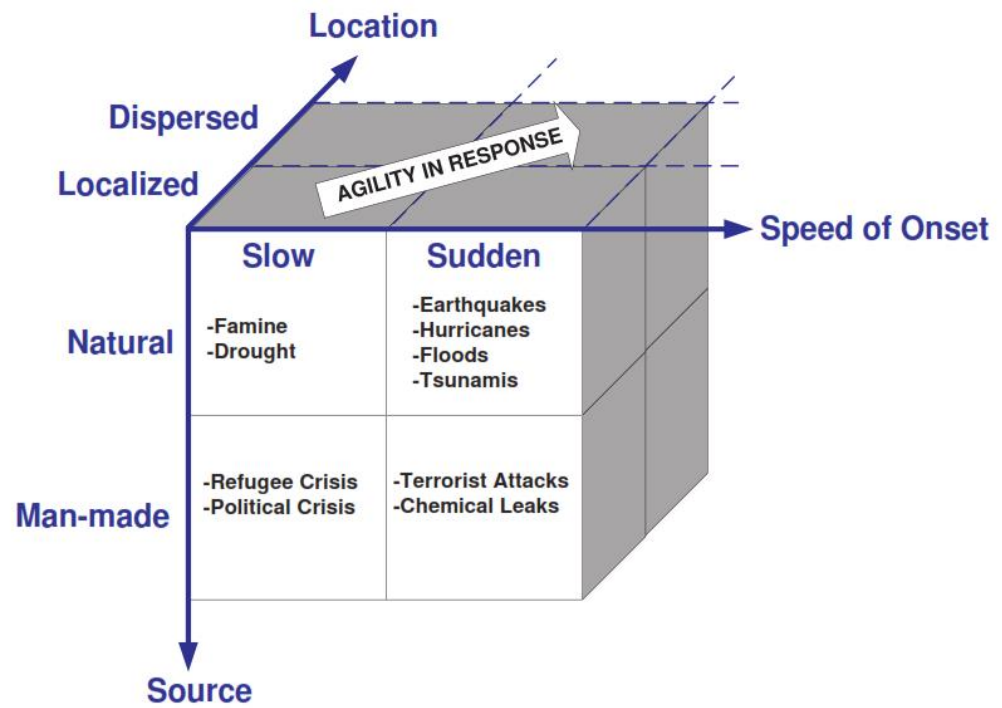 Location
Dispersed
Localized
AGILITY IN RESPONSE
Speed of Onset
Slow
Sudden
Natural
-Famine
-Drought
-Earthquakes
-Hurricanes
-Floods
-Tsunamis
Man-made
-Refugee Crisis
-Political Crisis
-Terrorist Attacks
-Chemical Leaks
Source